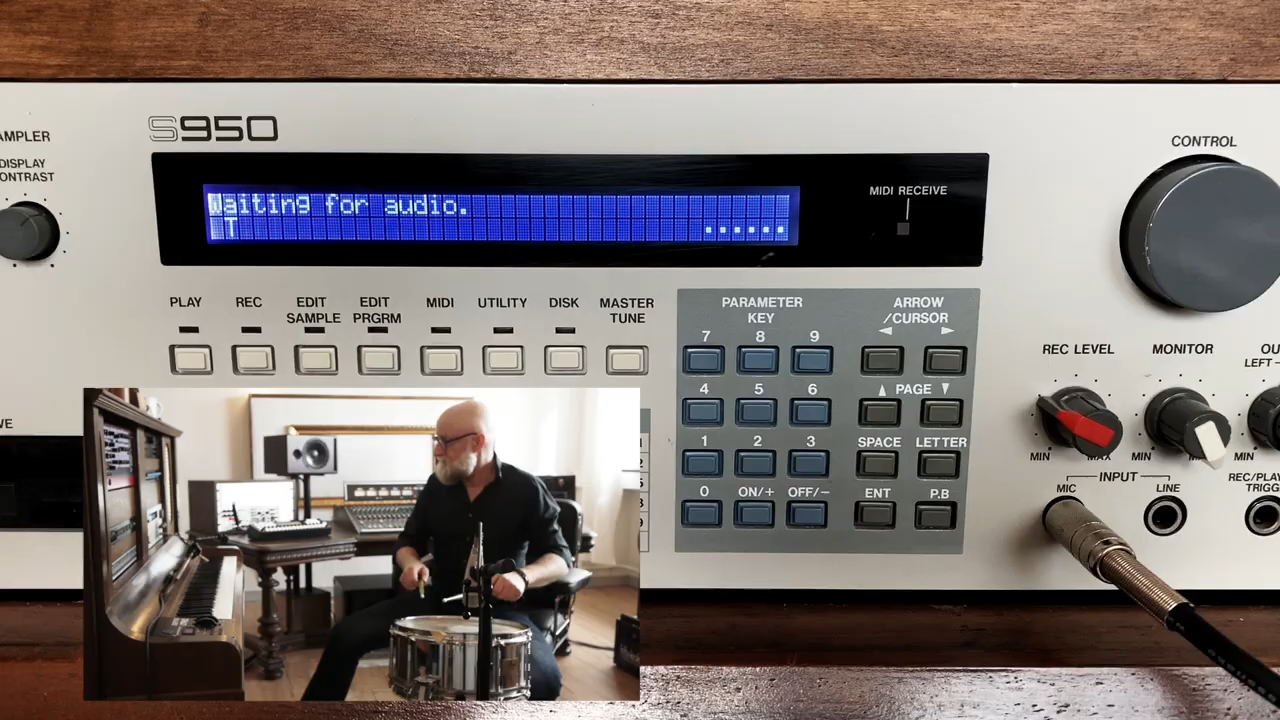 AMPLER
DISPLAY
ONTRAST
S950
Waiting for audio.
T
MIDI RECEIVE
CONTROL
PLAY
REC
EDIT
SAMPLE
EDIT
PRGRM
MIDI
UTILITY
DISK
MASTER
TUNE
PARAMETER
KEY
ARROW
/CURSOR
7
8
9
4
5
6
PAGE
1
2
3
SPACE
LETTER
0
ON/+
OFF/−
ENT
P.B
REC LEVEL
MONITOR
OU
LEFT
MIN
MAX
MIN
MIN
INPUT
MIC
LINE
REC/PLAY
TRIGG
VE